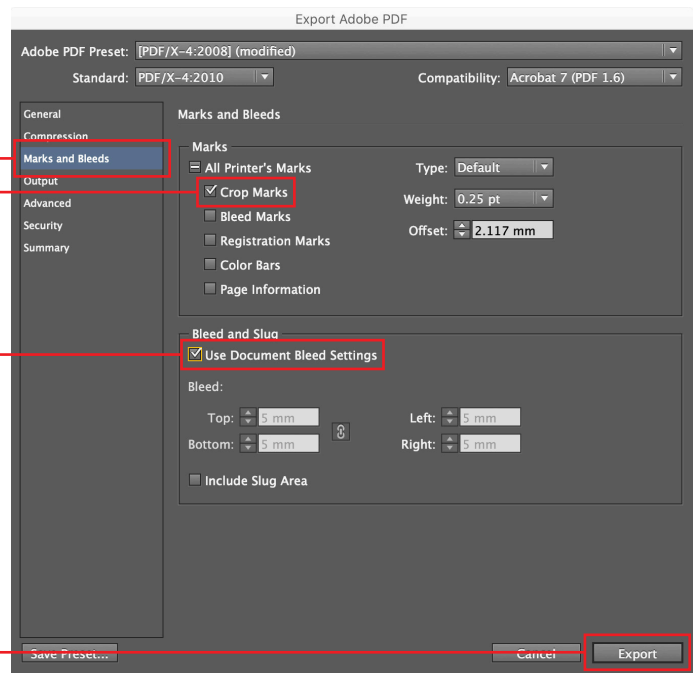 Export Adobe PDF
Adobe PDF Preset: [PDF/X-4:2008] (modified)
Standard: PDF/X-4:2010 Compatibility: Acrobat 7 (PDF 1.6)
General
Compression
Marks and Bleeds
Output
Advanced
Security
Summary
Marks and Bleeds
Marks
All Printer's Marks
Crop Marks
Bleed Marks
Registration Marks
Color Bars
Page Information
Type: Default
Weight: 0.25 pt
Offset: 2.117 mm
Bleed and Slug
Use Document Bleed Settings
Bleed:
Top: 5 mm
Bottom: 5 mm
Left: 5 mm
Right: 5 mm
Include Slug Area
Save Preset...
Cancel
Export